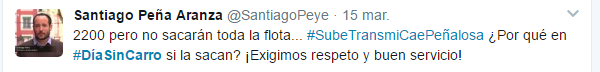 Santiago Peña Aranza @SantiagoPeye · 15 mar.
2200 pero no sacarán toda la flota... #SubeTransmiCaePeñalosa ¿Por qué en
#DíaSinCarro si la sacan? ¡Exigimos respeto y buen servicio!